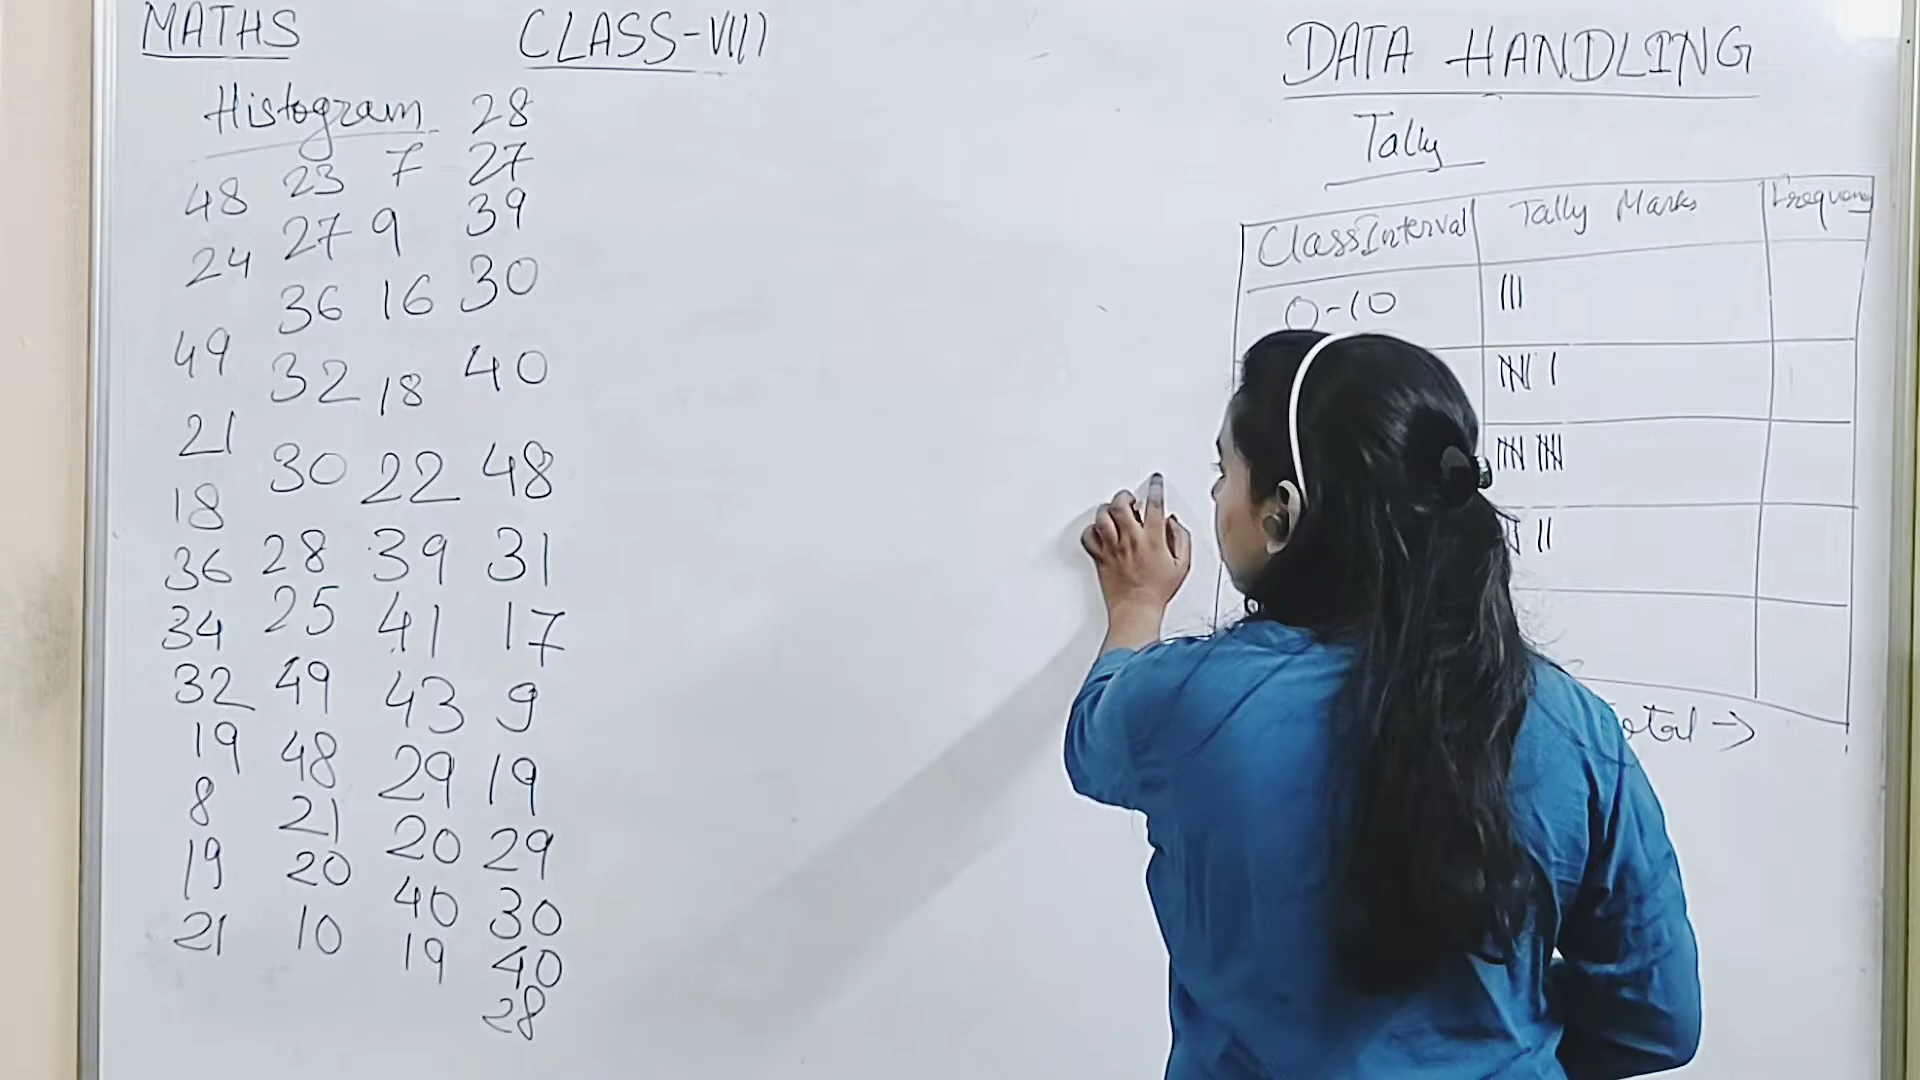 MATHS
CLASS-VIII
DATA HANDLING
Histogram
Tally
28
7 27
48 23
39
24 27 9
36 16 30
49 32 18 40
21 30 22 48
18
36 28 39 31
34 25 41 17
32 49 43 9
19 48 29 19
8 21 20 29
19 20 40 30
21 10 19 40
28
Class Interval Tally Marks
0-10 |||